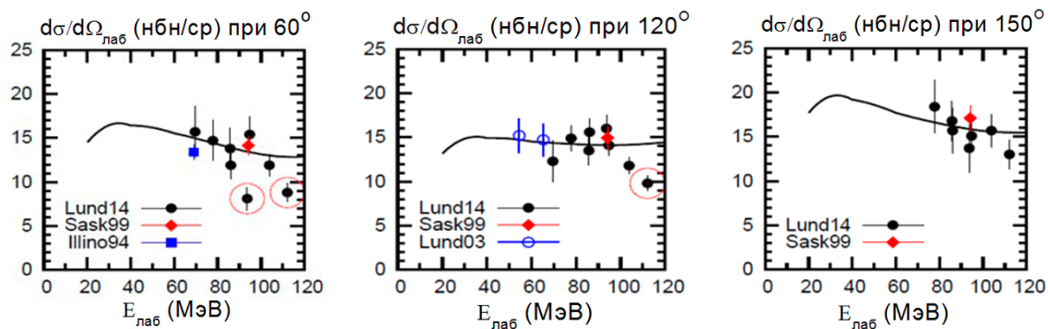 dσ/dΩлаб (нбн/ср) при 60°
25
20
15
10
5
0
Lund14
Sask99
Illino94
0 20 40 60 80 100 120
Eлаб (МэВ)
dσ/dΩлаб (нбн/ср) при 120°
25
20
15
10
5
0
Lund14
Sask99
Lund03
0 20 40 60 80 100 120
Eлаб (МэВ)
dσ/dΩлаб (нбн/ср) при 150°
25
20
15
10
5
0
Lund14
Sask99
0 20 40 60 80 100 120
Eлаб (МэВ)